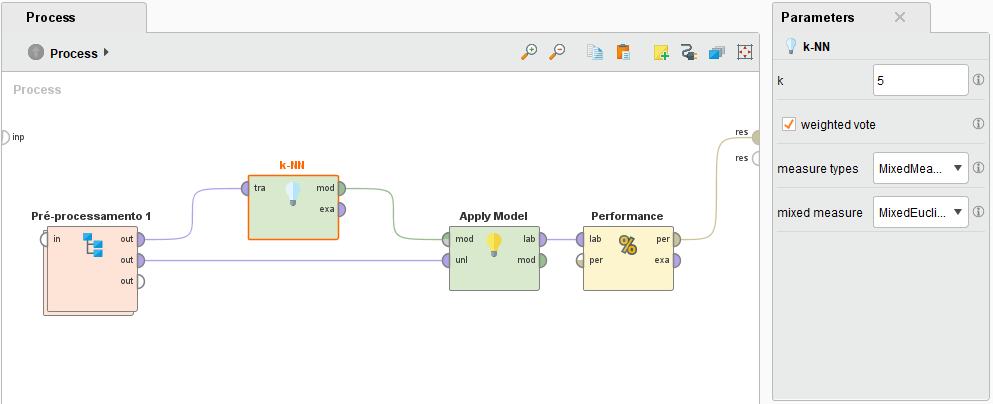 Process
Process
Process
inp
res
res
k-NN
tra
mod
exa
Pré-processamento 1
in
out
out
out
Apply Model
mod
lab
unl
mod
Performance
%
lab
per
per
exa
Parameters
k-NN
k
5
weighted vote
measure types
MixedMea...
mixed measure
MixedEucli...